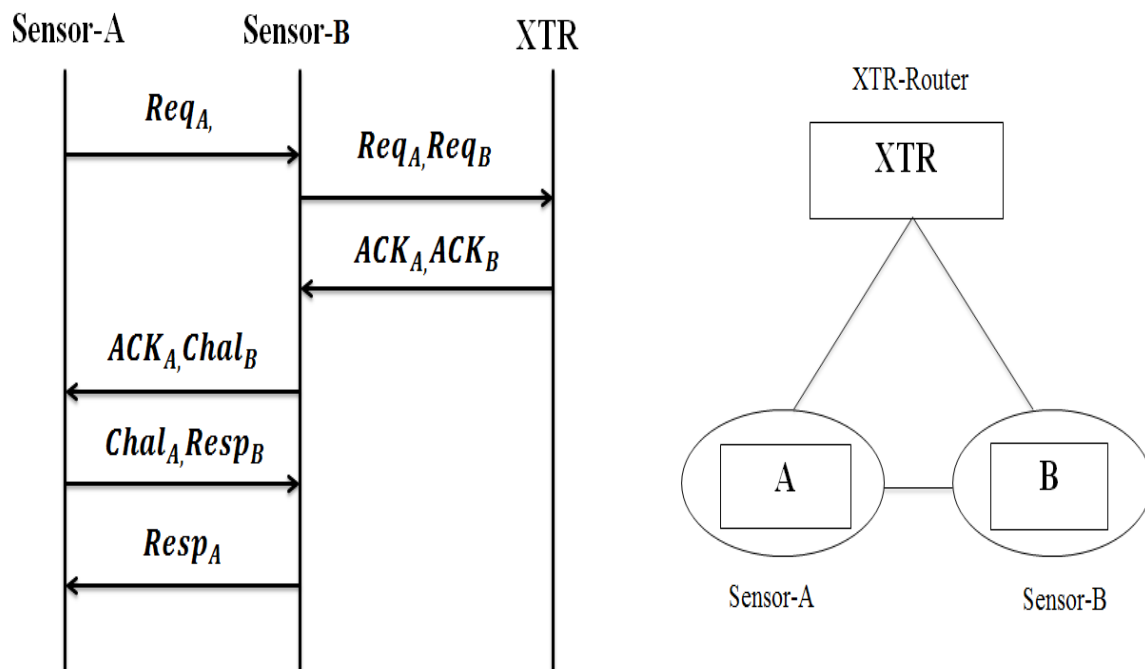 Sensor-A Sensor-B XTR
Req_A,
Req_A,Req_B
ACK_A,ACK_B
ACK_A,Chal_B
Chal_A,Resp_B
Resp_A
XTR-Router
XTR
A B
Sensor-A Sensor-B